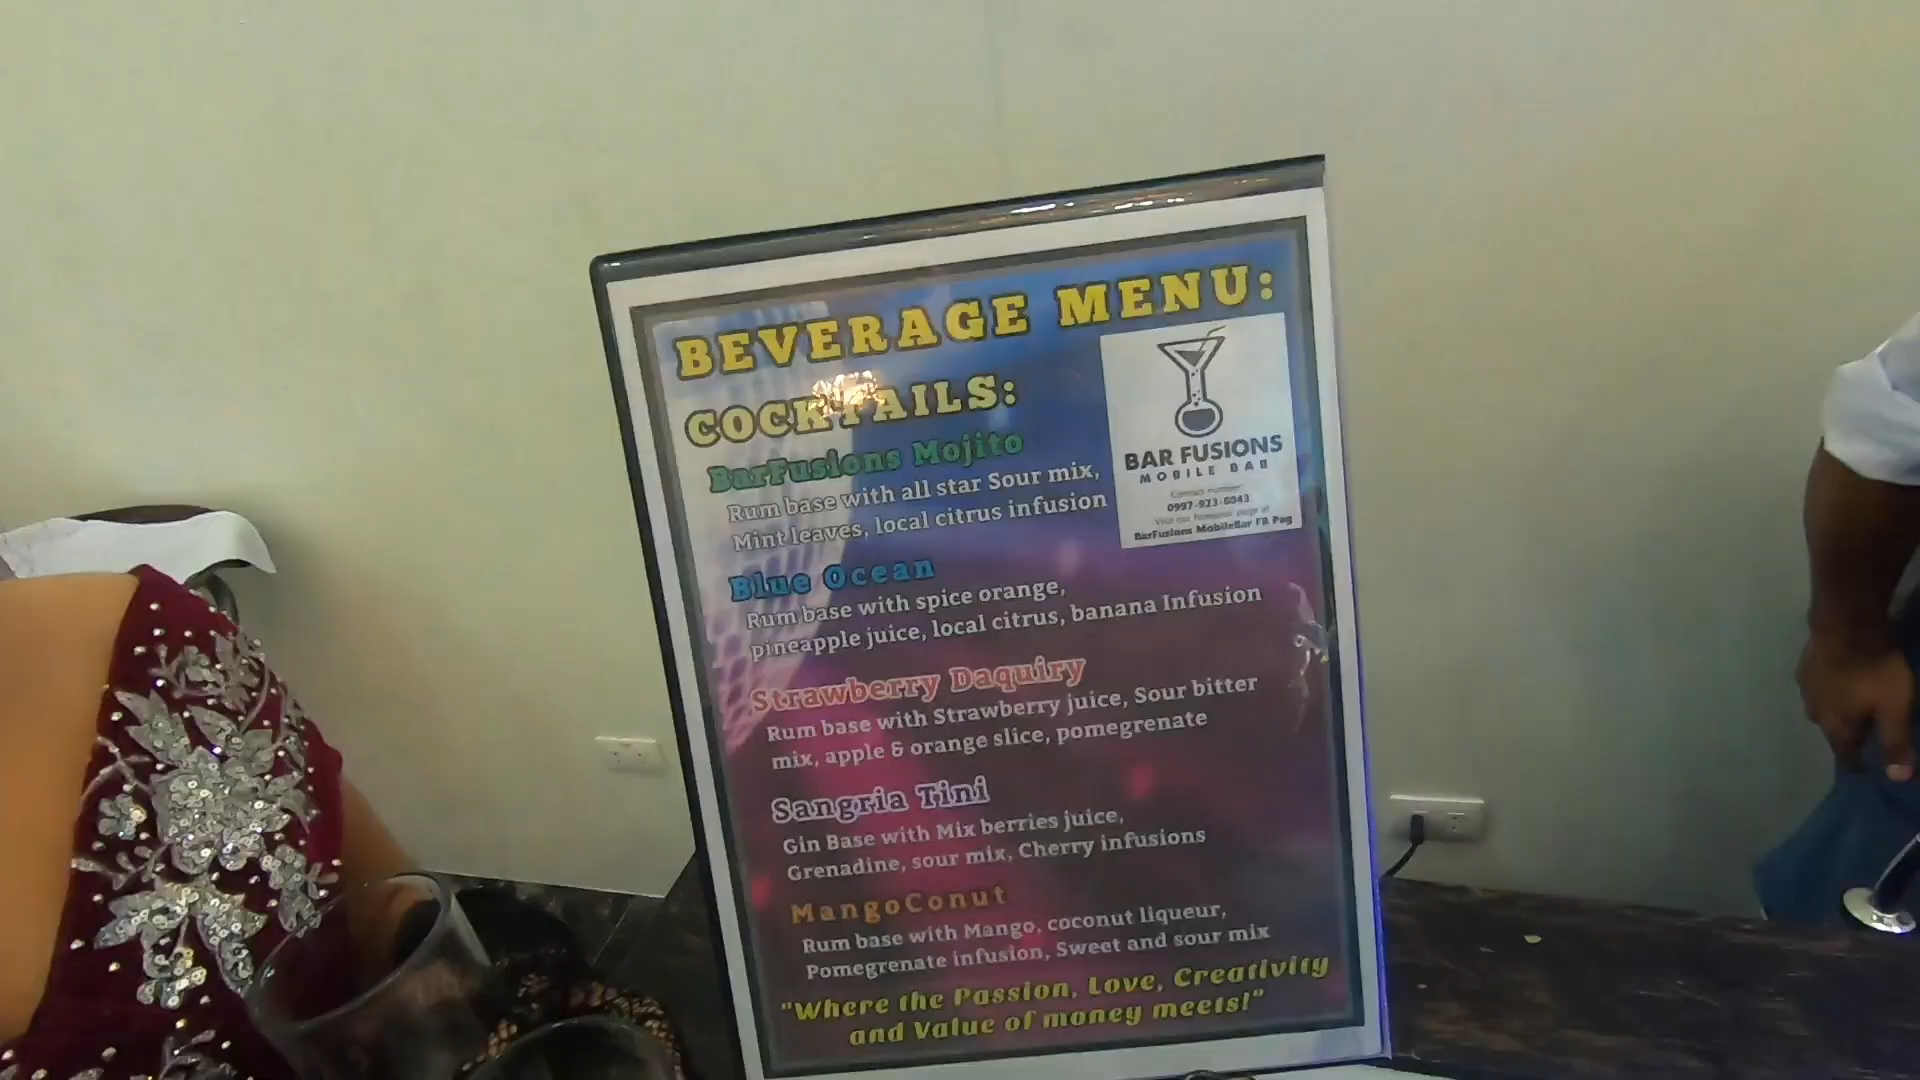 BEVERAGE MENU:
COCKTAILS:
BarFusions Mojito
Rum base with all star Sour mix,
Mint leaves, local citrus infusion
BAR FUSIONS
MOBILE BAR
Contact number:
0997-923-6043
BarFusions MobileBar FB Pag
Blue Ocean
Rum base with spice orange,
pineapple juice, local citrus, banana Infusion
Strawberry Daquiry
Rum base with Strawberry juice, Sour bitter
mix, apple & orange slice, pomegrenate
Sangria Tini
Gin Base with Mix berries juice,
Grenadine, sour mix, Cherry infusions
MangoConut
Rum base with Mango, coconut liqueur,
Pomegrenate infusion, Sweet and sour mix
"Where the Passion, Love, Creativity
and Value of money meets!"